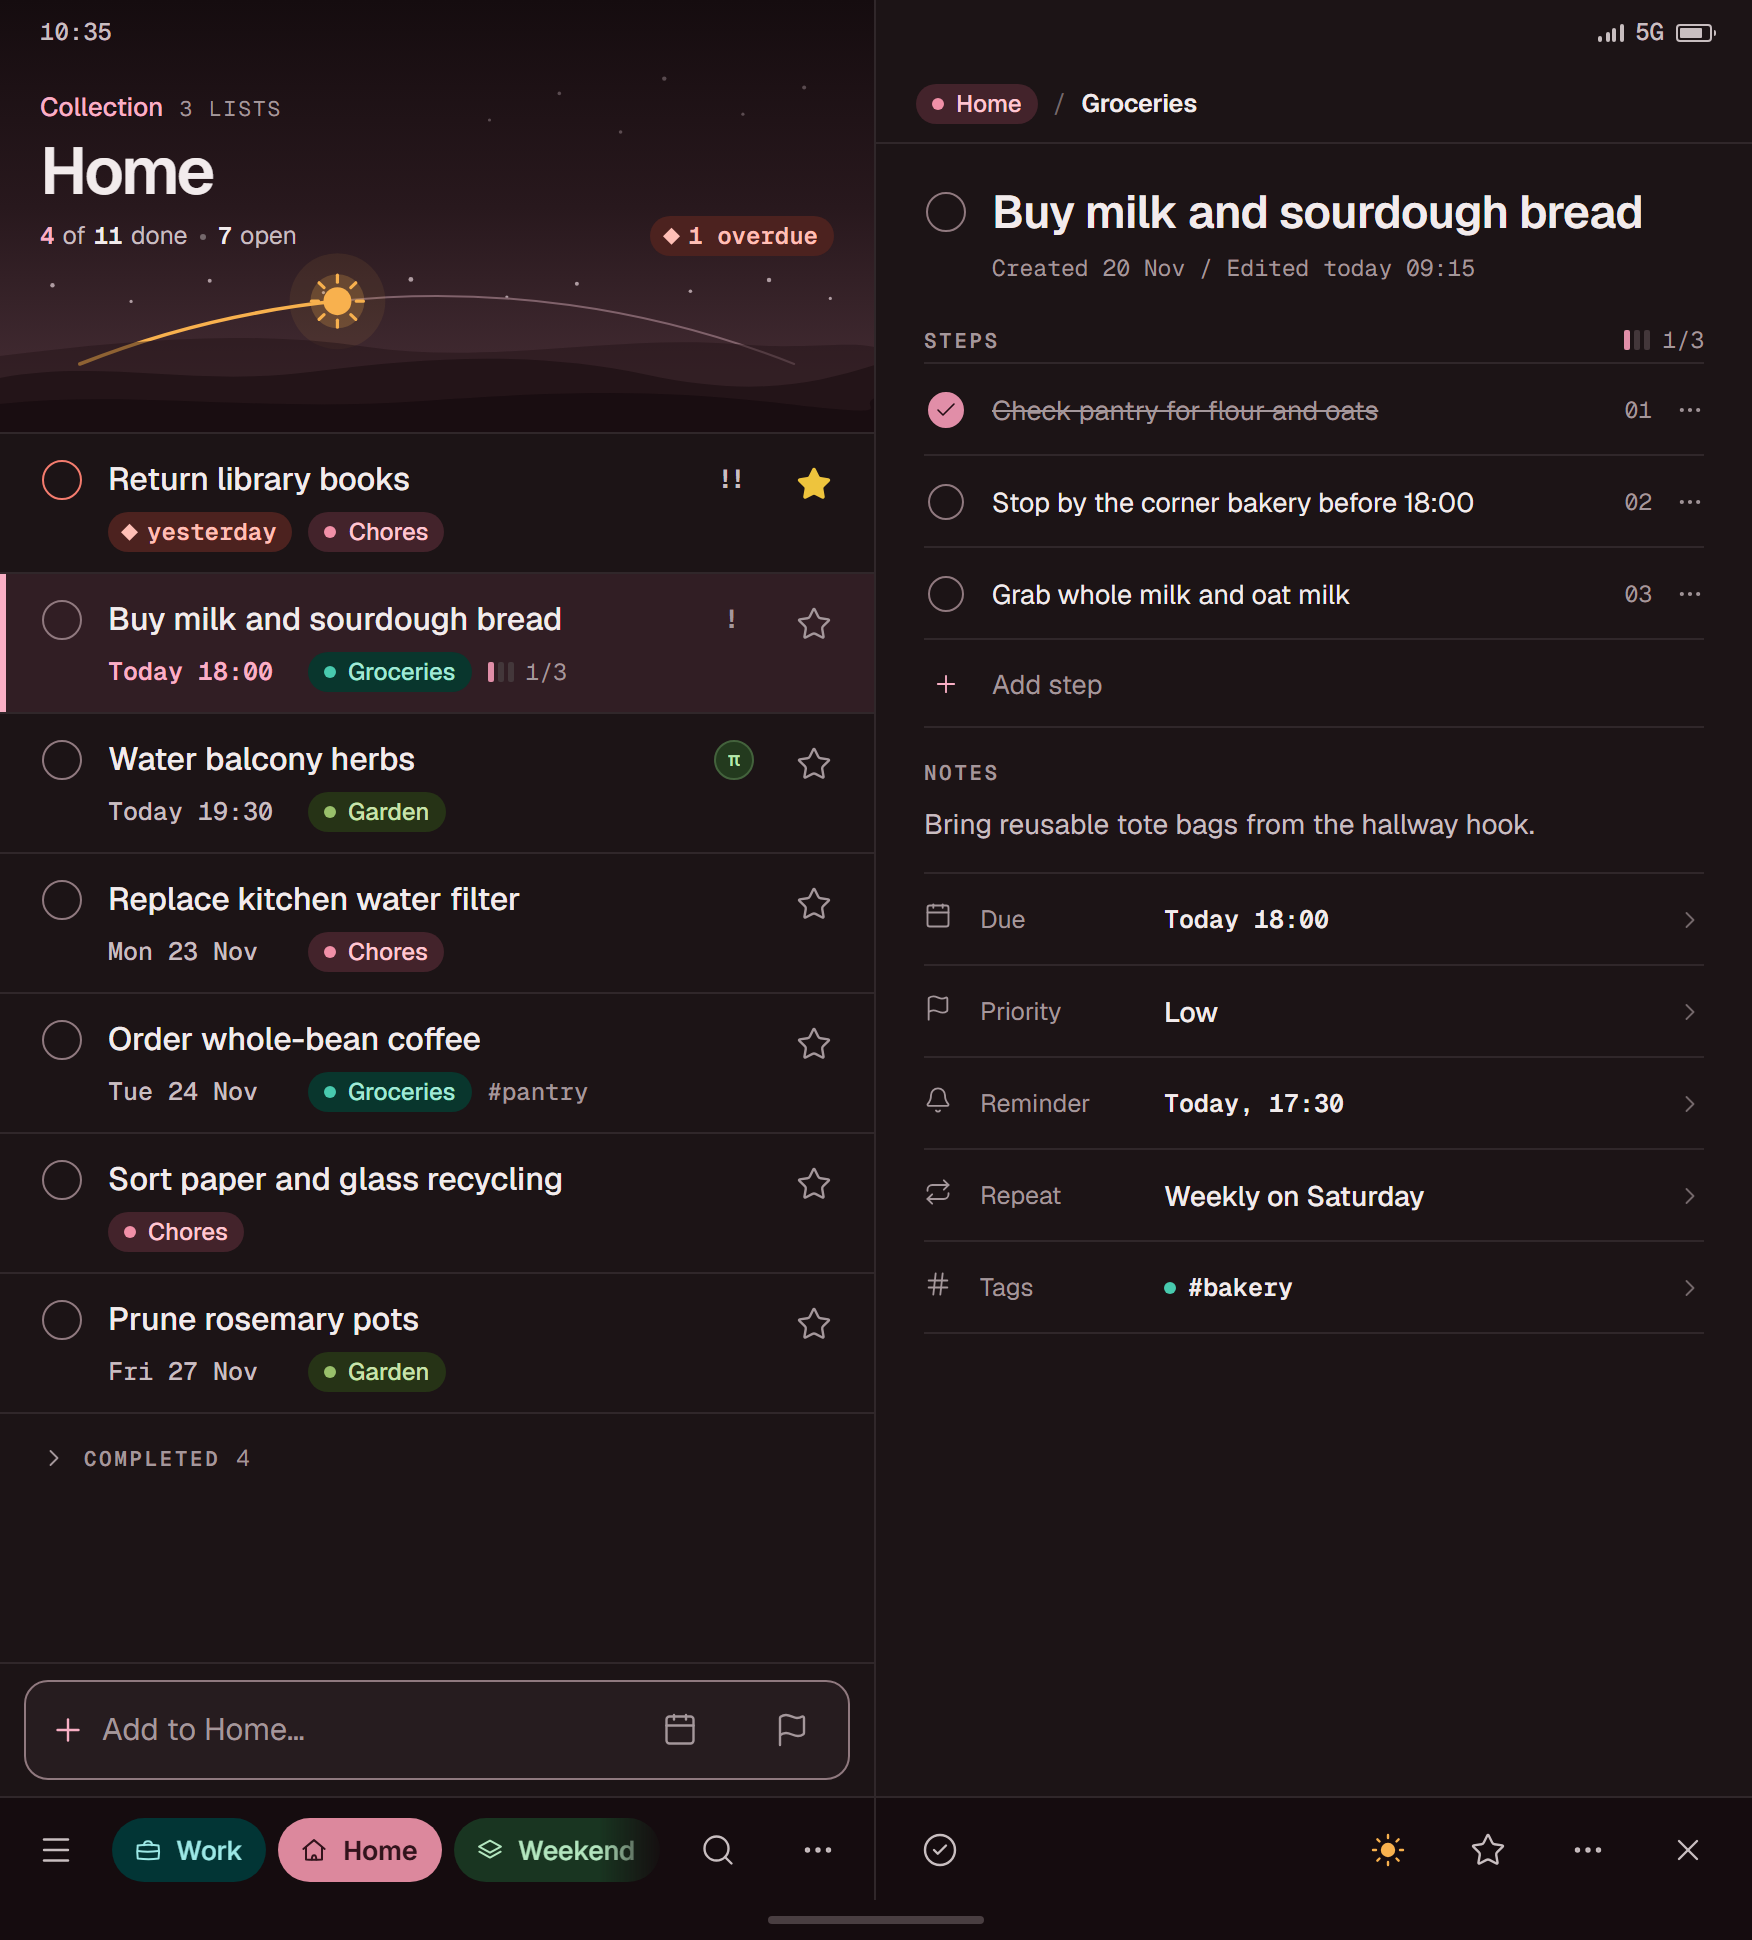 10:35
5G
Collection 3 LISTS
Home
4 of 11 done • 7 open
1 overdue
Return library books !!
yesterday Chores
Buy milk and sourdough bread !
Today 18:00 Groceries 1/3
Water balcony herbs π
Today 19:30 Garden
Replace kitchen water filter
Mon 23 Nov Chores
Order whole-bean coffee
Tue 24 Nov Groceries #pantry
Sort paper and glass recycling
Chores
Prune rosemary pots
Fri 27 Nov Garden
COMPLETED 4
Add to Home…
Work Home Weekend
Home / Groceries
Buy milk and sourdough bread
Created 20 Nov / Edited today 09:15
STEPS 1/3
Check pantry for flour and oats 01
Stop by the corner bakery before 18:00 02
Grab whole milk and oat milk 03
Add step
NOTES
Bring reusable tote bags from the hallway hook.
Due Today 18:00
Priority Low
Reminder Today, 17:30
Repeat Weekly on Saturday
Tags #bakery